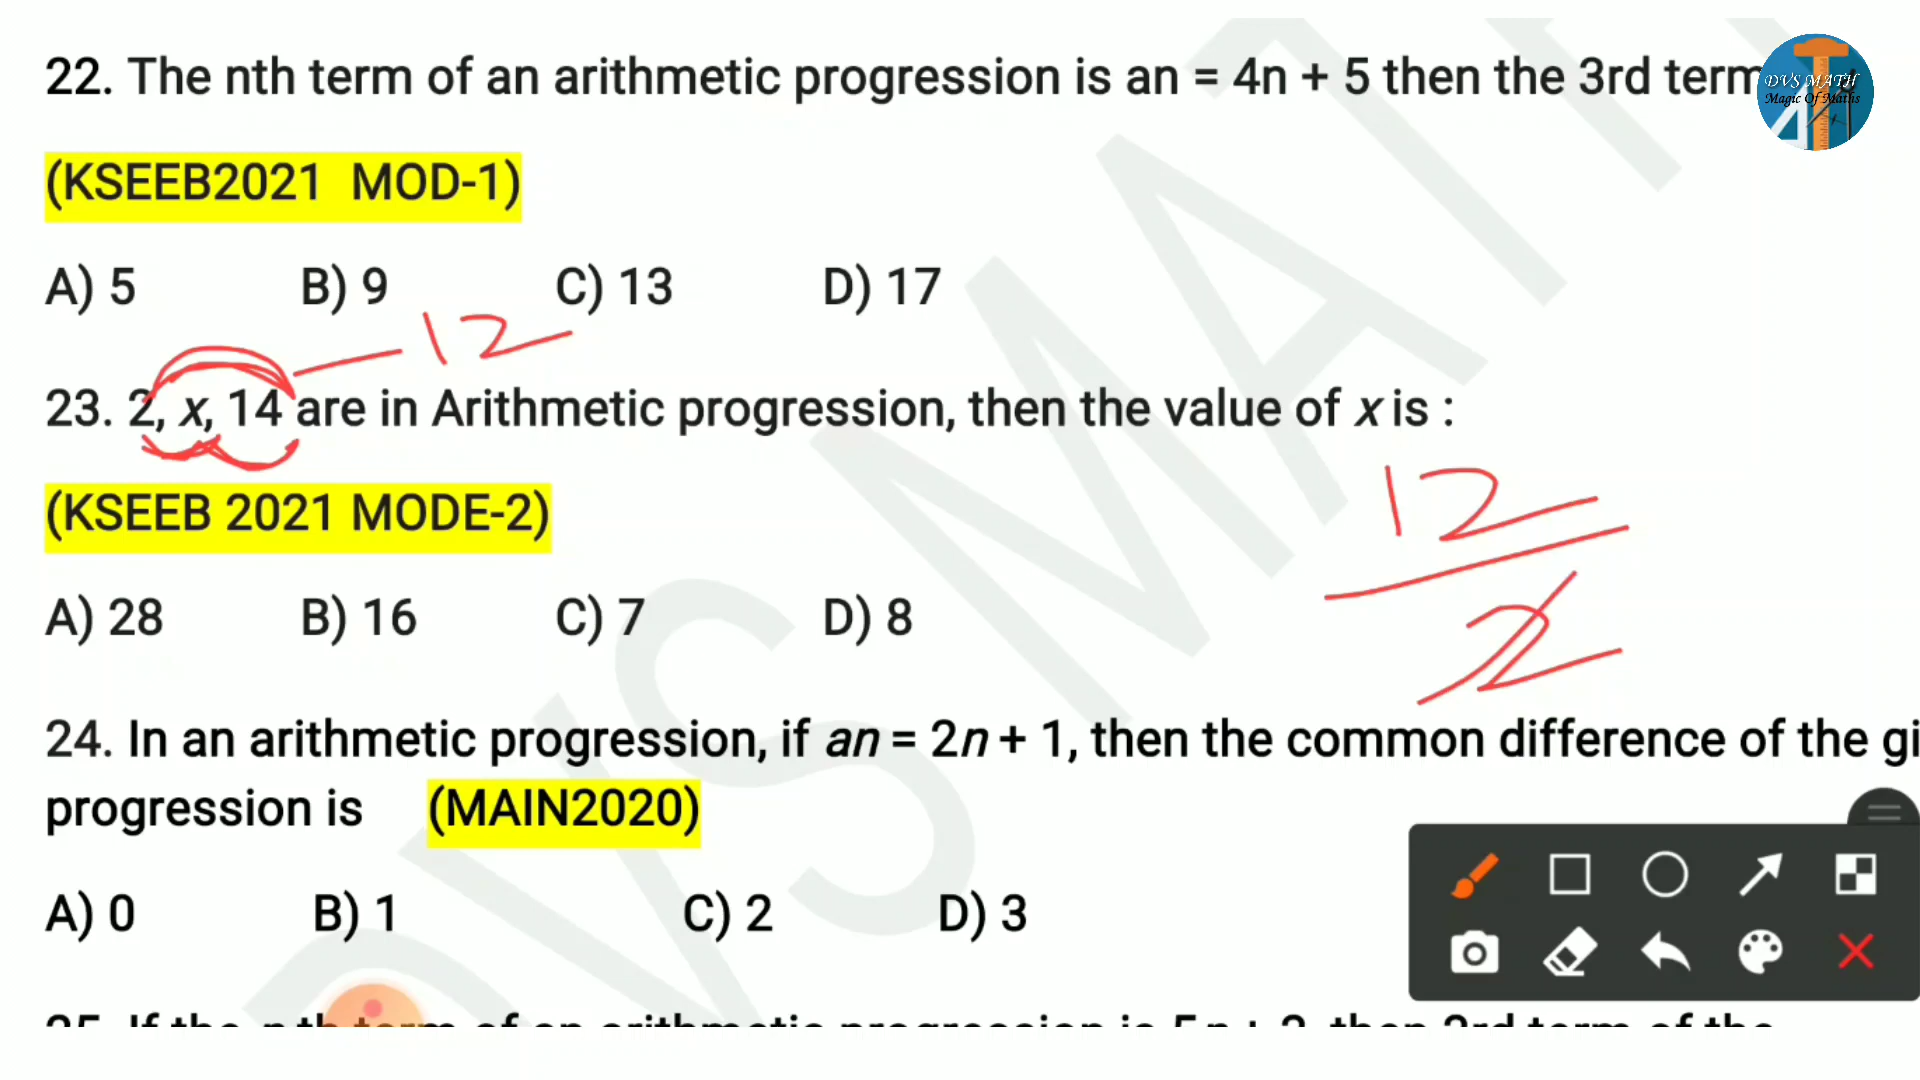 22. The nth term of an arithmetic progression is an = 4n + 5 then the 3rd term
DVS MATH
Magic Of Maths
(KSEEB2021 MOD-1)
A) 5 B) 9 C) 13 D) 17
12
23. 2, x, 14 are in Arithmetic progression, then the value of x is :
12
2
(KSEEB 2021 MODE-2)
A) 28 B) 16 C) 7 D) 8
24. In an arithmetic progression, if an = 2n + 1, then the common difference of the gi
progression is (MAIN2020)
A) 0 B) 1 C) 2 D) 3
DVS MATH